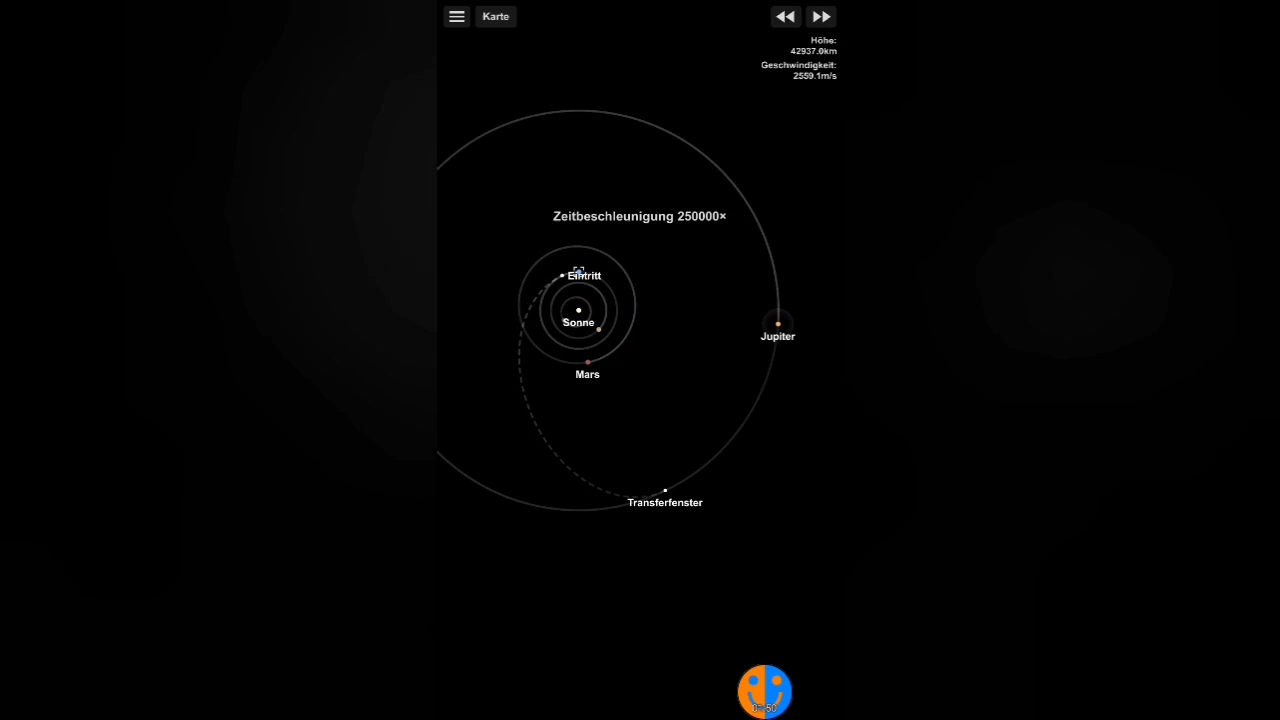 Karte
Höhe:
42937.0km
Geschwindigkeit:
2559.1m/s
Zeitbeschleunigung 250000×
Eintritt
Sonne
Jupiter
Mars
Transferfenster